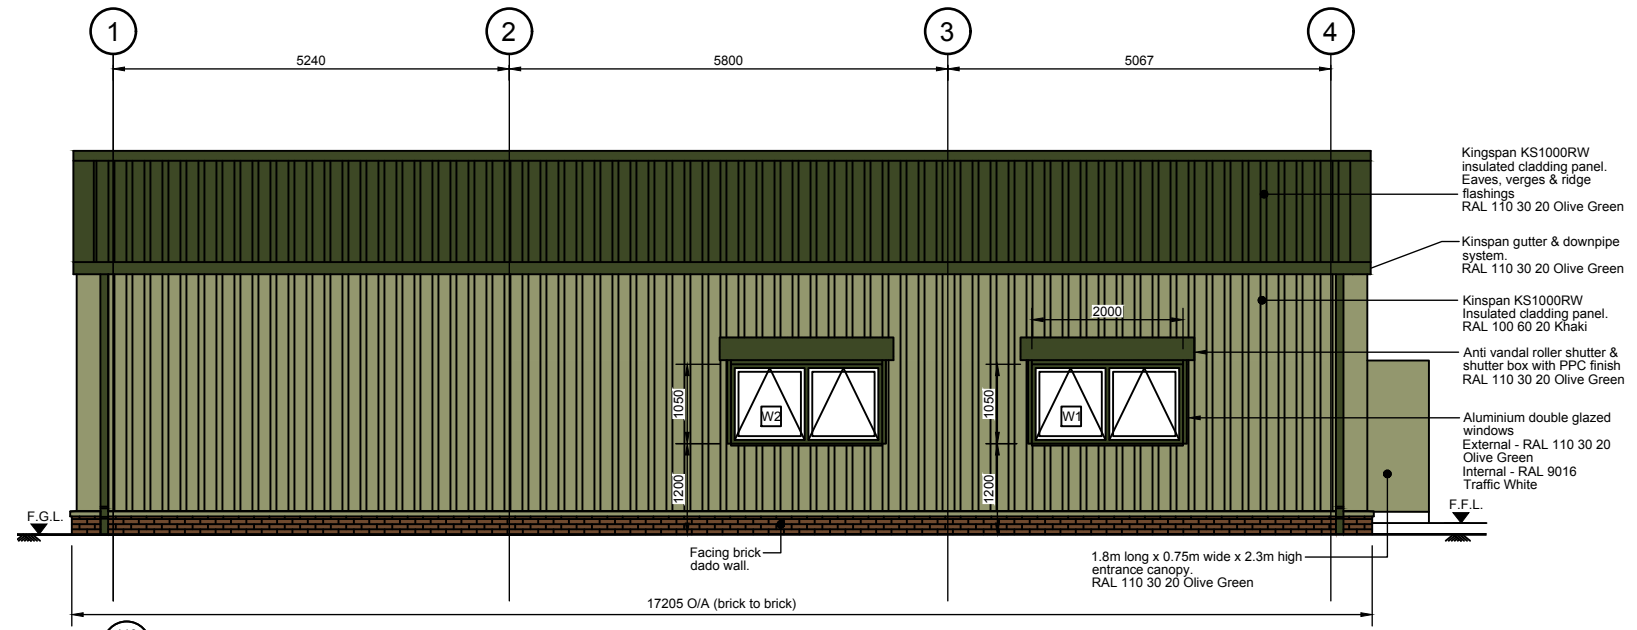 1
2
3
4
5240
5800
5067
Kingspan KS1000RW
insulated cladding panel.
Eaves, verges & ridge
flashings
RAL 110 30 20 Olive Green
Kinspan gutter & downpipe
system.
RAL 110 30 20 Olive Green
Kinspan KS1000RW
Insulated cladding panel.
RAL 100 60 20 Khaki
2000
Anti vandal roller shutter &
shutter box with PPC finish
RAL 110 30 20 Olive Green
1050
W2
1050
W1
Aluminium double glazed
windows
External - RAL 110 30 20
Olive Green
Internal - RAL 9016
Traffic White
1200
1200
F.G.L.
F.F.L.
Facing brick
dado wall.
1.8m long x 0.75m wide x 2.3m high
entrance canopy.
RAL 110 30 20 Olive Green
17205 O/A (brick to brick)